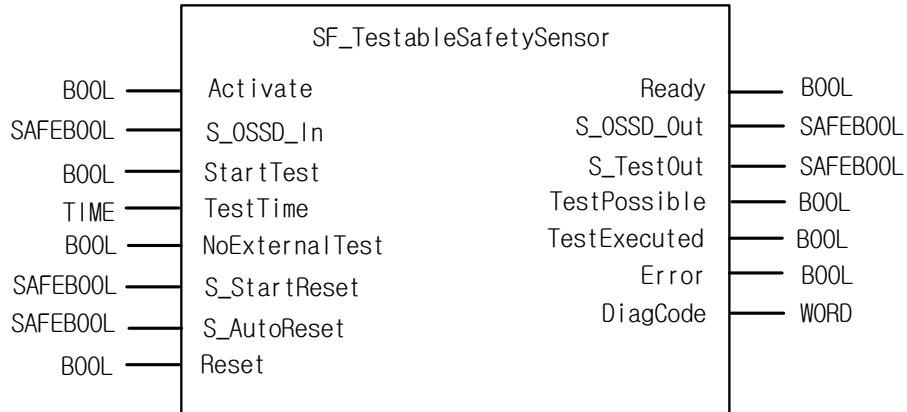 SF_TestableSafetySensor
BOOL Activate Ready BOOL
SAFEBOOL S_OSSD_In S_OSSD_Out SAFEBOOL
BOOL StartTest S_TestOut SAFEBOOL
TIME TestTime TestPossible BOOL
BOOL NoExternalTest TestExecuted BOOL
SAFEBOOL S_StartReset Error BOOL
SAFEBOOL S_AutoReset DiagCode WORD
BOOL Reset